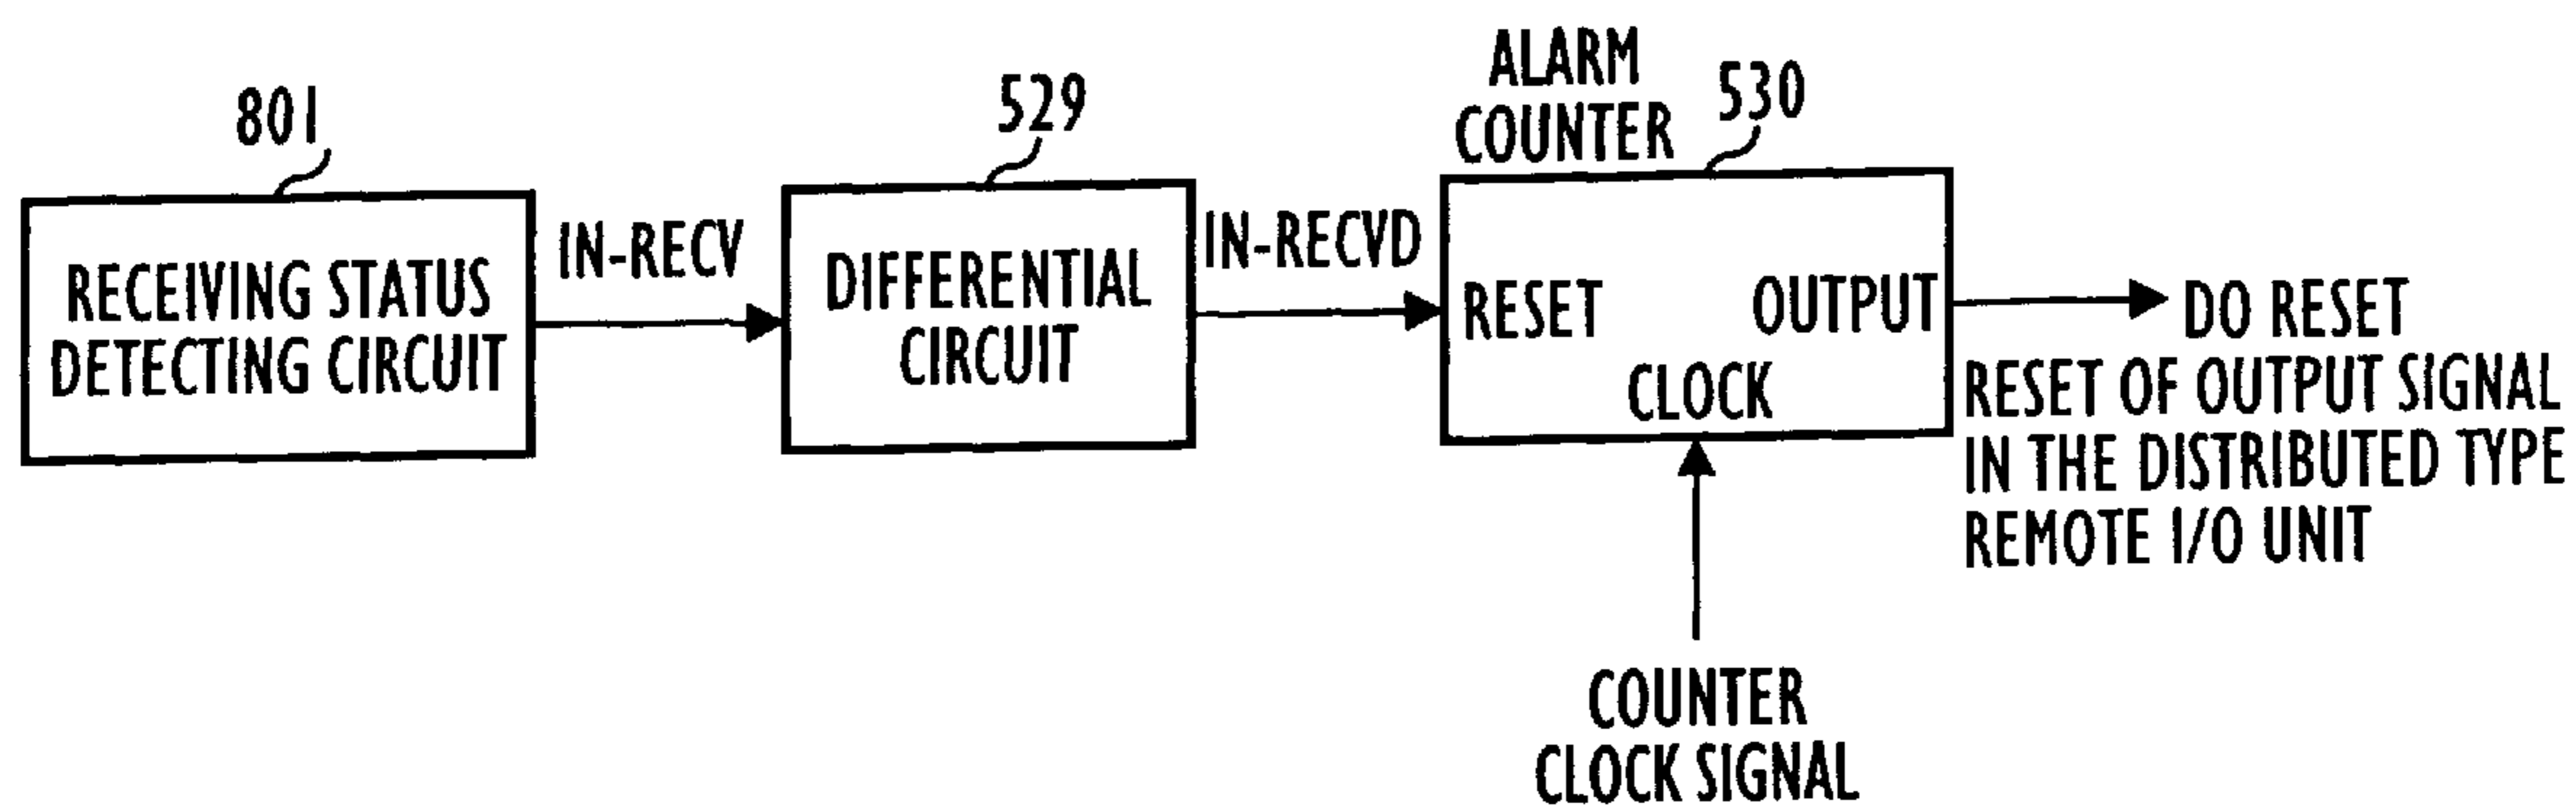 801
RECEIVING STATUS
DETECTING CIRCUIT
IN-RECV
529
DIFFERENTIAL
CIRCUIT
IN-RECVD
ALARM
COUNTER
530
RESET
OUTPUT
CLOCK
COUNTER
CLOCK SIGNAL
DO RESET
RESET OF OUTPUT SIGNAL
IN THE DISTRIBUTED TYPE
REMOTE I/O UNIT